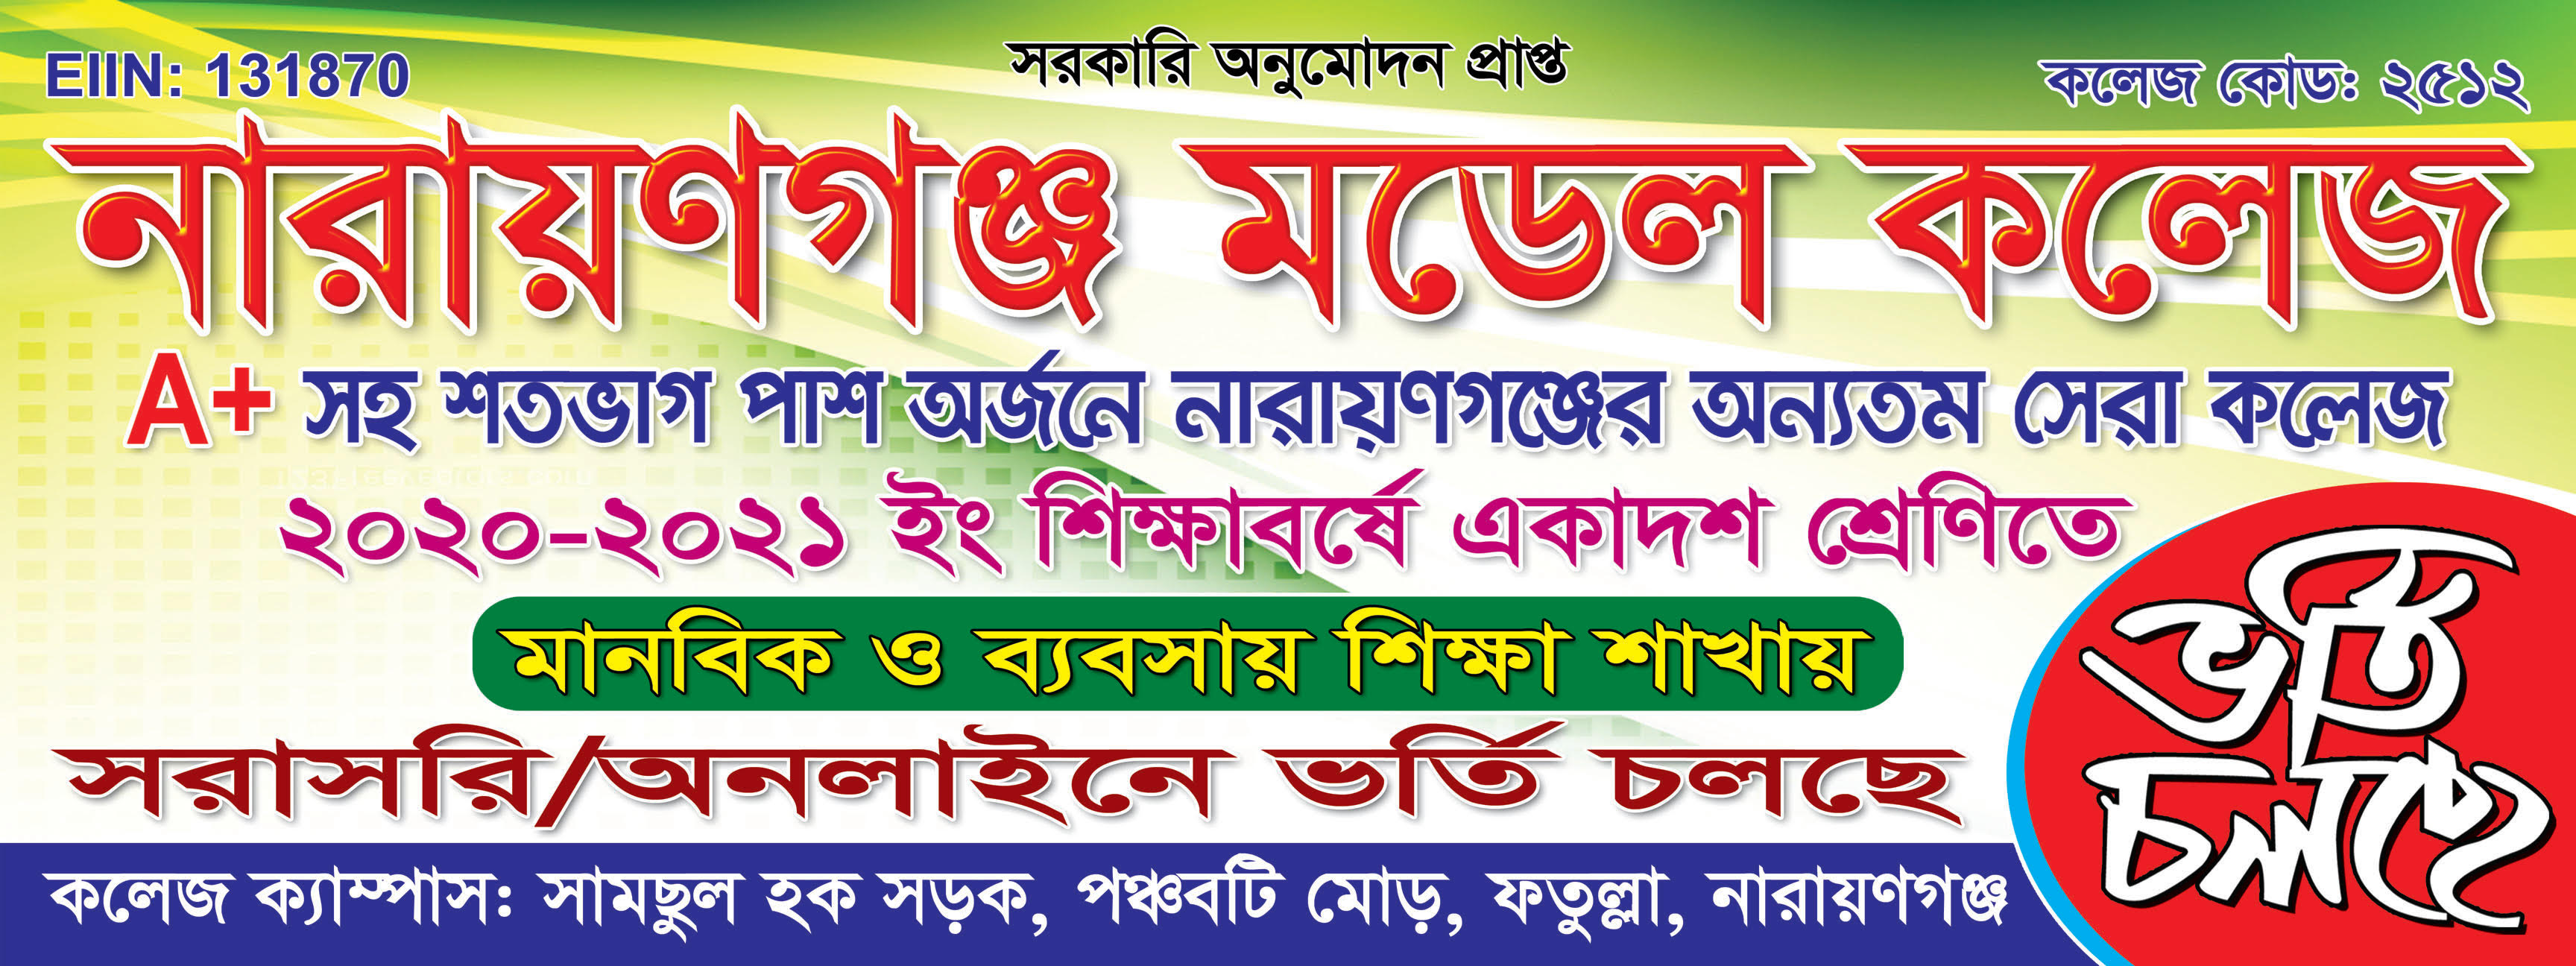 সরকারি অনুমোদন প্রাপ্ত
EIIN: 131870
কলেজ কোড: ২৫১২
নারায়ণগঞ্জ মডেল কলেজ
A+ সহ শতভাগ পাশ অর্জনে নারায়ণগঞ্জের অন্যতম সেরা কলেজ
২০২০-২০২১ ইং শিক্ষাবর্ষে একাদশ শ্রেণিতে
মানবিক ও ব্যবসায় শিক্ষা শাখায়
সরাসরি/অনলাইনে ভর্তি চলছে
ভর্তি
চলছে
কলেজ ক্যাম্পাস: সামছুল হক সড়ক, পঞ্চবটি মোড়, ফতুল্লা, নারায়ণগঞ্জ